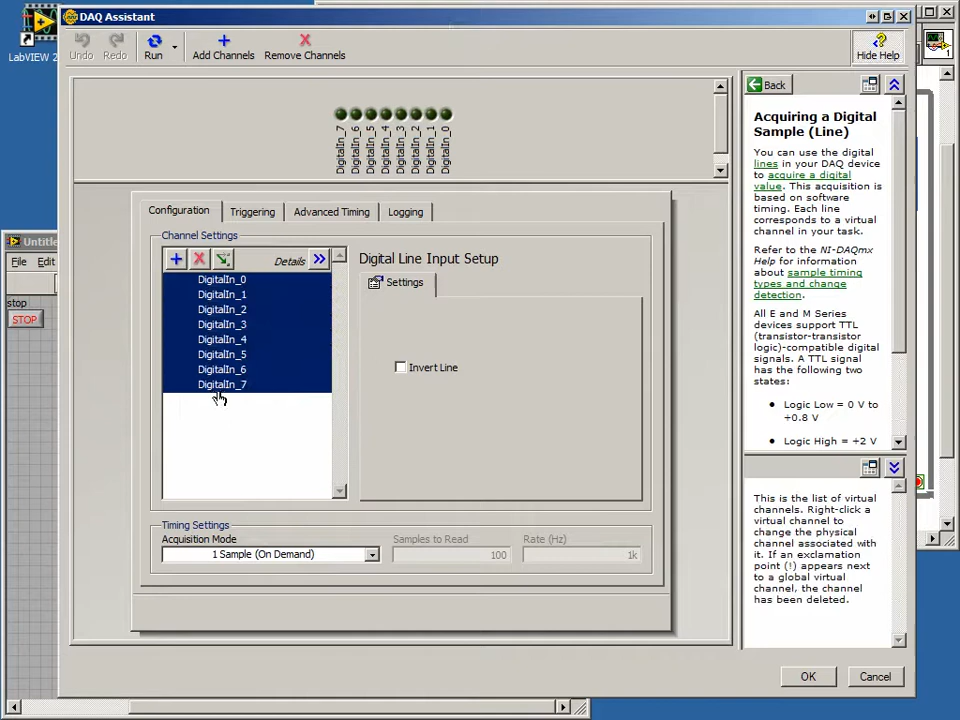 DAQ Assistant
LabVIEW 2
Undo
Redo
Run
Add Channels
Remove Channels
Hide Help
DigitalIn_7
DigitalIn_6
DigitalIn_5
DigitalIn_4
DigitalIn_3
DigitalIn_2
DigitalIn_1
DigitalIn_0
Configuration
Triggering
Advanced Timing
Logging
Channel Settings
Details
DigitalIn_0
DigitalIn_1
DigitalIn_2
DigitalIn_3
DigitalIn_4
DigitalIn_5
DigitalIn_6
DigitalIn_7
Digital Line Input Setup
Settings
Invert Line
Timing Settings
Acquisition Mode
Samples to Read
Rate (Hz)
1 Sample (On Demand)
100
1k
Untitle
File Edit
stop
STOP
Back
Acquiring a Digital
Sample (Line)
You can use the digital
lines in your DAQ device
to acquire a digital
value. This acquisition is
based on software
timing. Each line
corresponds to a virtual
channel in your task.
Refer to the NI-DAQmx
Help for information
about sample timing
types and change
detection.
All E and M Series
devices support TTL
(transistor-transistor
logic)-compatible digital
signals. A TTL signal
has the following two
states:
• Logic Low = 0 V to
+0.8 V
• Logic High = +2 V
This is the list of virtual
channels. Right-click a
virtual channel to
change the physical
channel associated with
it. If an exclamation
point (!) appears next
to a global virtual
channel, the channel
has been deleted.
OK
Cancel
1